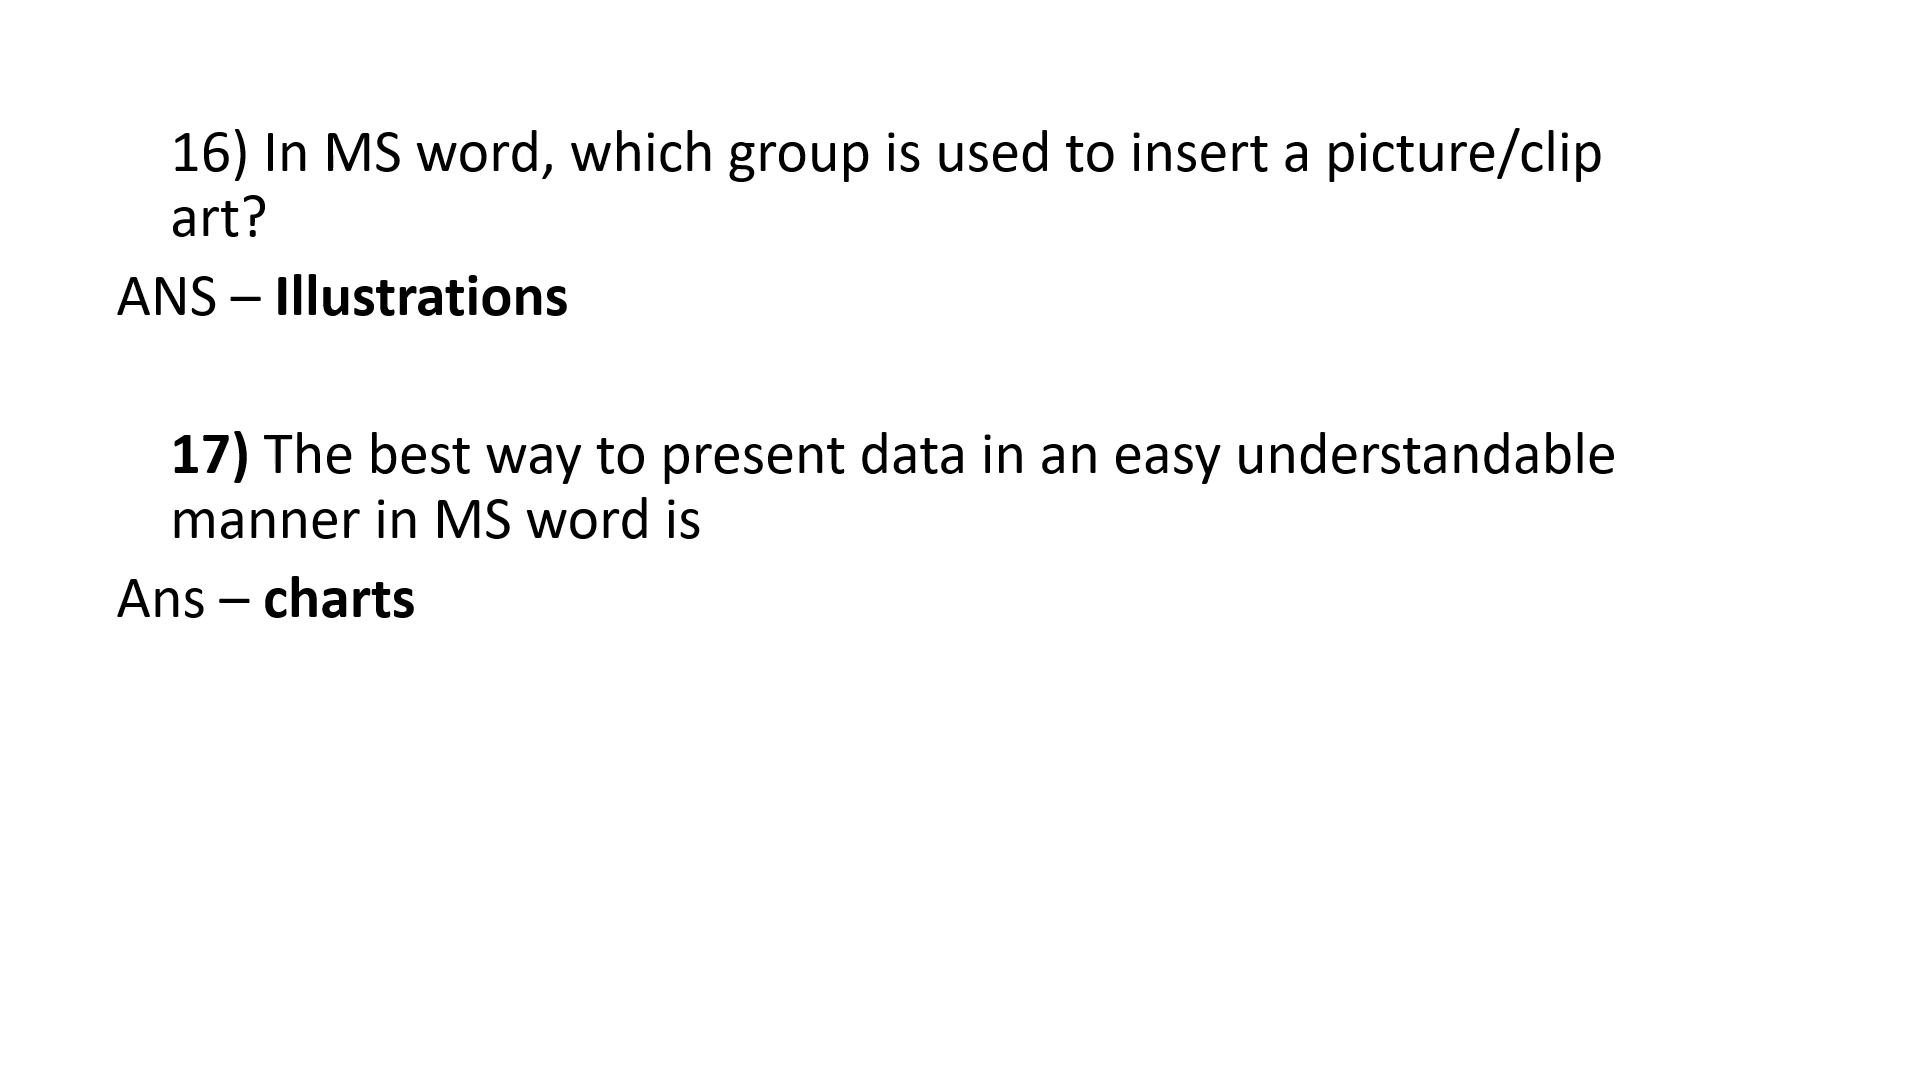 16) In MS word, which group is used to insert a picture/clip
art?
ANS – Illustrations
17) The best way to present data in an easy understandable
manner in MS word is
Ans – charts